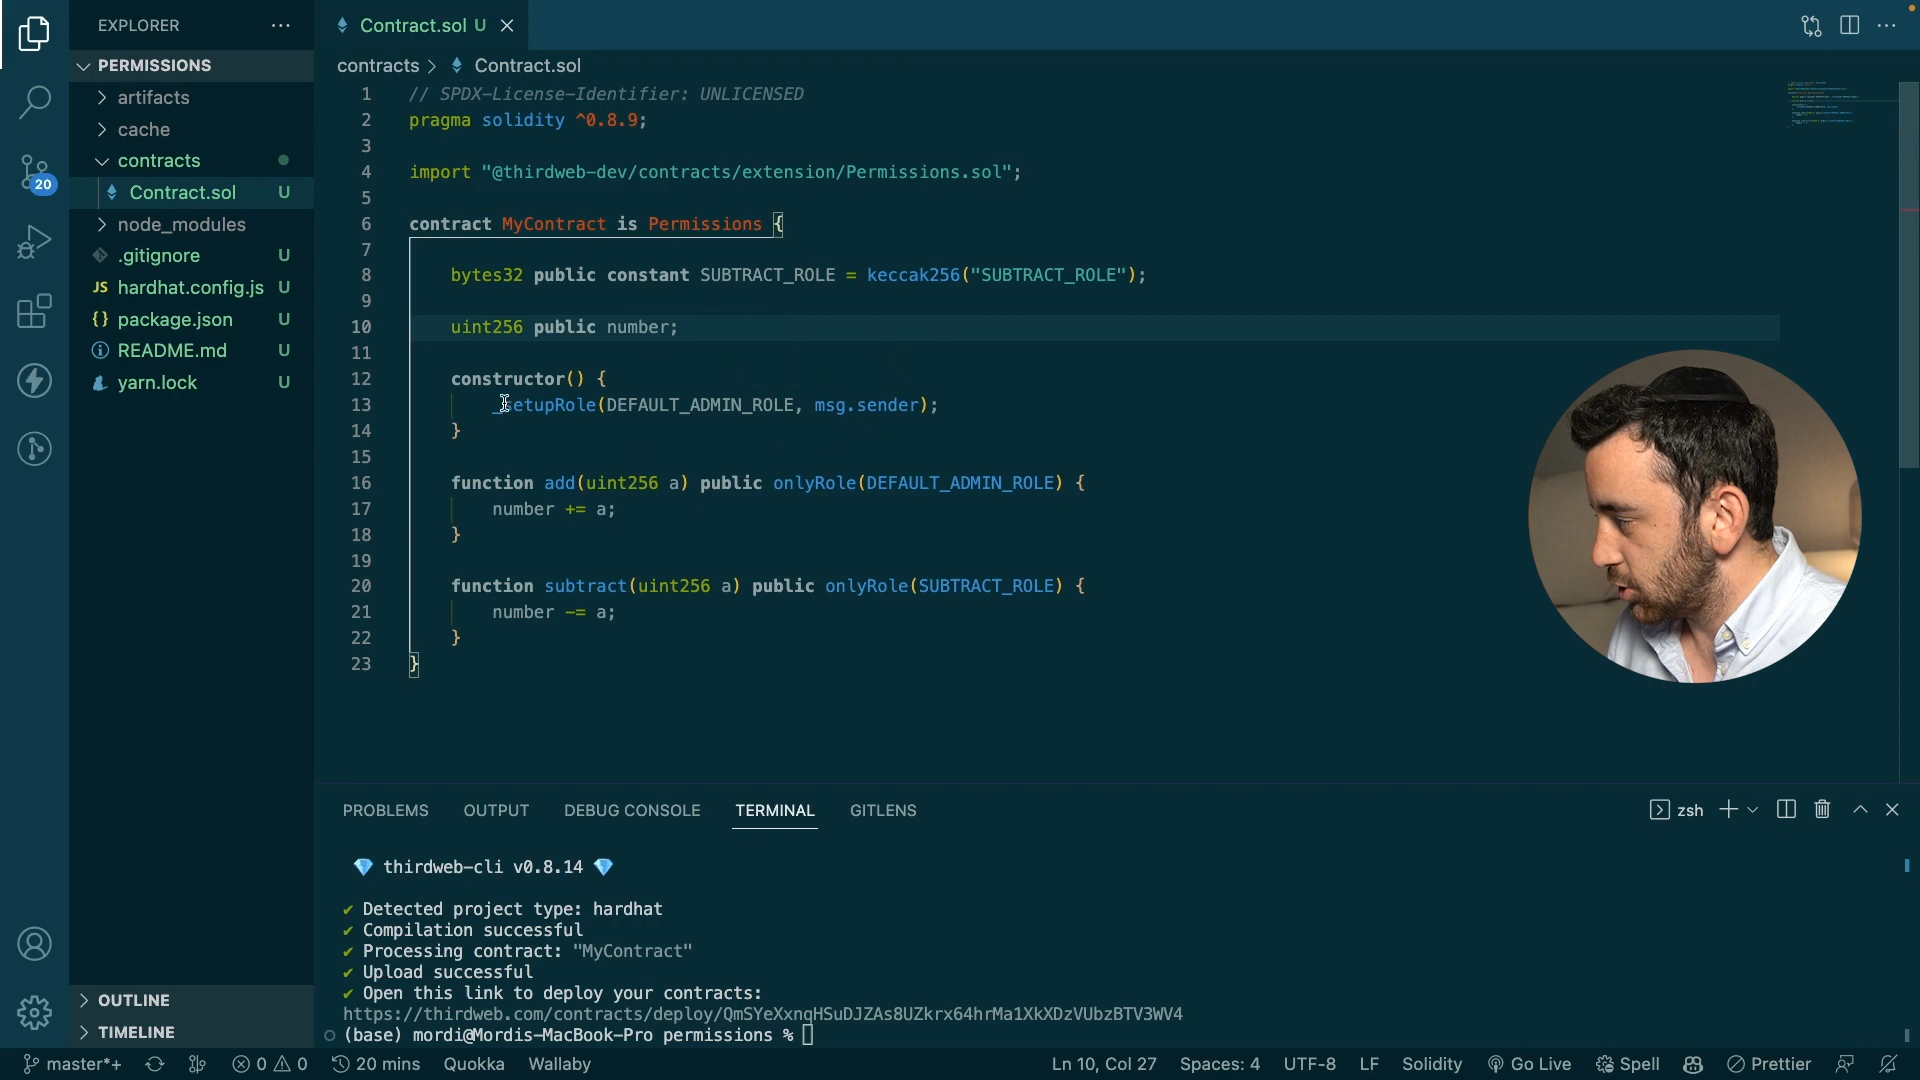 EXPLORER
PERMISSIONS
artifacts
cache
contracts
Contract.sol U
node_modules
.gitignore U
JS hardhat.config.js U
{} package.json U
README.md U
yarn.lock U
OUTLINE
TIMELINE
20
Contract.sol U
contracts > Contract.sol
1 // SPDX-License-Identifier: UNLICENSED
2 pragma solidity ^0.8.9;
3
4 import "@thirdweb-dev/contracts/extension/Permissions.sol";
5
6 contract MyContract is Permissions {
7
8 bytes32 public constant SUBTRACT_ROLE = keccak256("SUBTRACT_ROLE");
9
10 uint256 public number;
11
12 constructor() {
13 _setupRole(DEFAULT_ADMIN_ROLE, msg.sender);
14 }
15
16 function add(uint256 a) public onlyRole(DEFAULT_ADMIN_ROLE) {
17 number += a;
18 }
19
20 function subtract(uint256 a) public onlyRole(SUBTRACT_ROLE) {
21 number -= a;
22 }
23 }
PROBLEMS OUTPUT DEBUG CONSOLE TERMINAL GITLENS zsh
💎 thirdweb-cli v0.8.14 💎
✔ Detected project type: hardhat
✔ Compilation successful
✔ Processing contract: "MyContract"
✔ Upload successful
✔ Open this link to deploy your contracts:
https://thirdweb.com/contracts/deploy/QmSYeXxnqHSuDJZAs8UZkrx64hrMa1XkXDzVUbzBTV3WV4
(base) mordi@Mordis-MacBook-Pro permissions %
master*+ 0 0 20 mins Quokka Wallaby Ln 10, Col 27 Spaces: 4 UTF-8 LF Solidity Go Live Spell Prettier